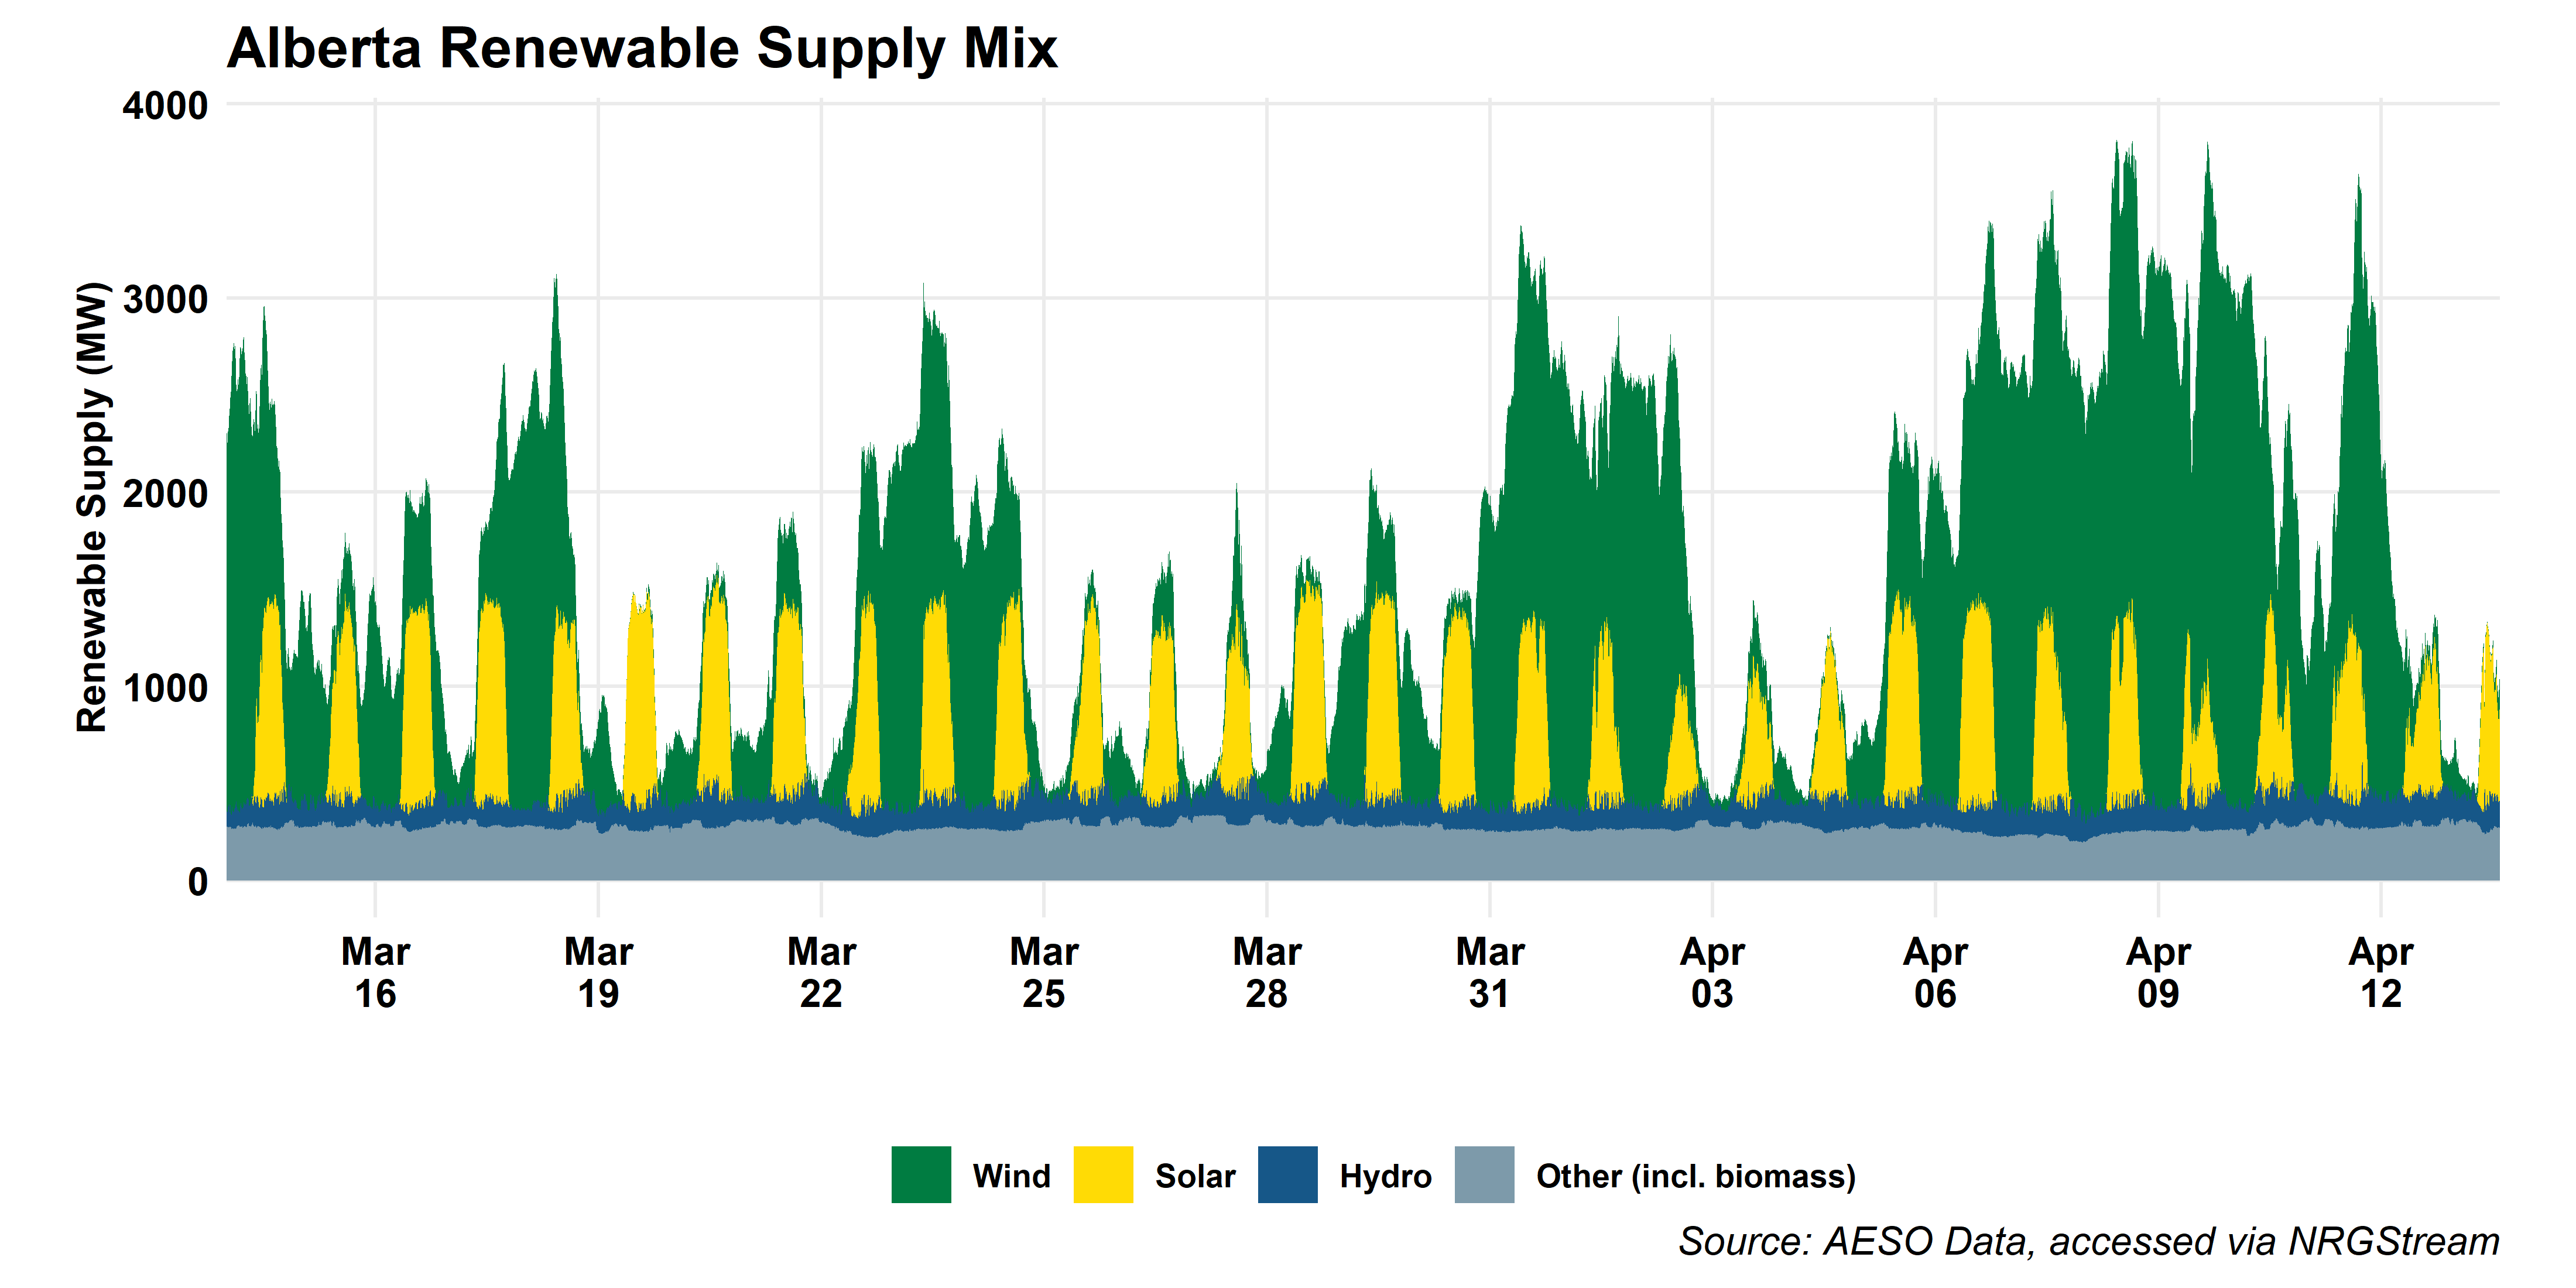 Alberta Renewable Supply Mix
Renewable Supply (MW)
4000
3000
2000
1000
0
Mar Mar Mar Mar Mar Mar Apr Apr Apr Apr
16 19 22 25 28 31 03 06 09 12
Wind Solar Hydro Other (incl. biomass)
Source: AESO Data, accessed via NRGStream